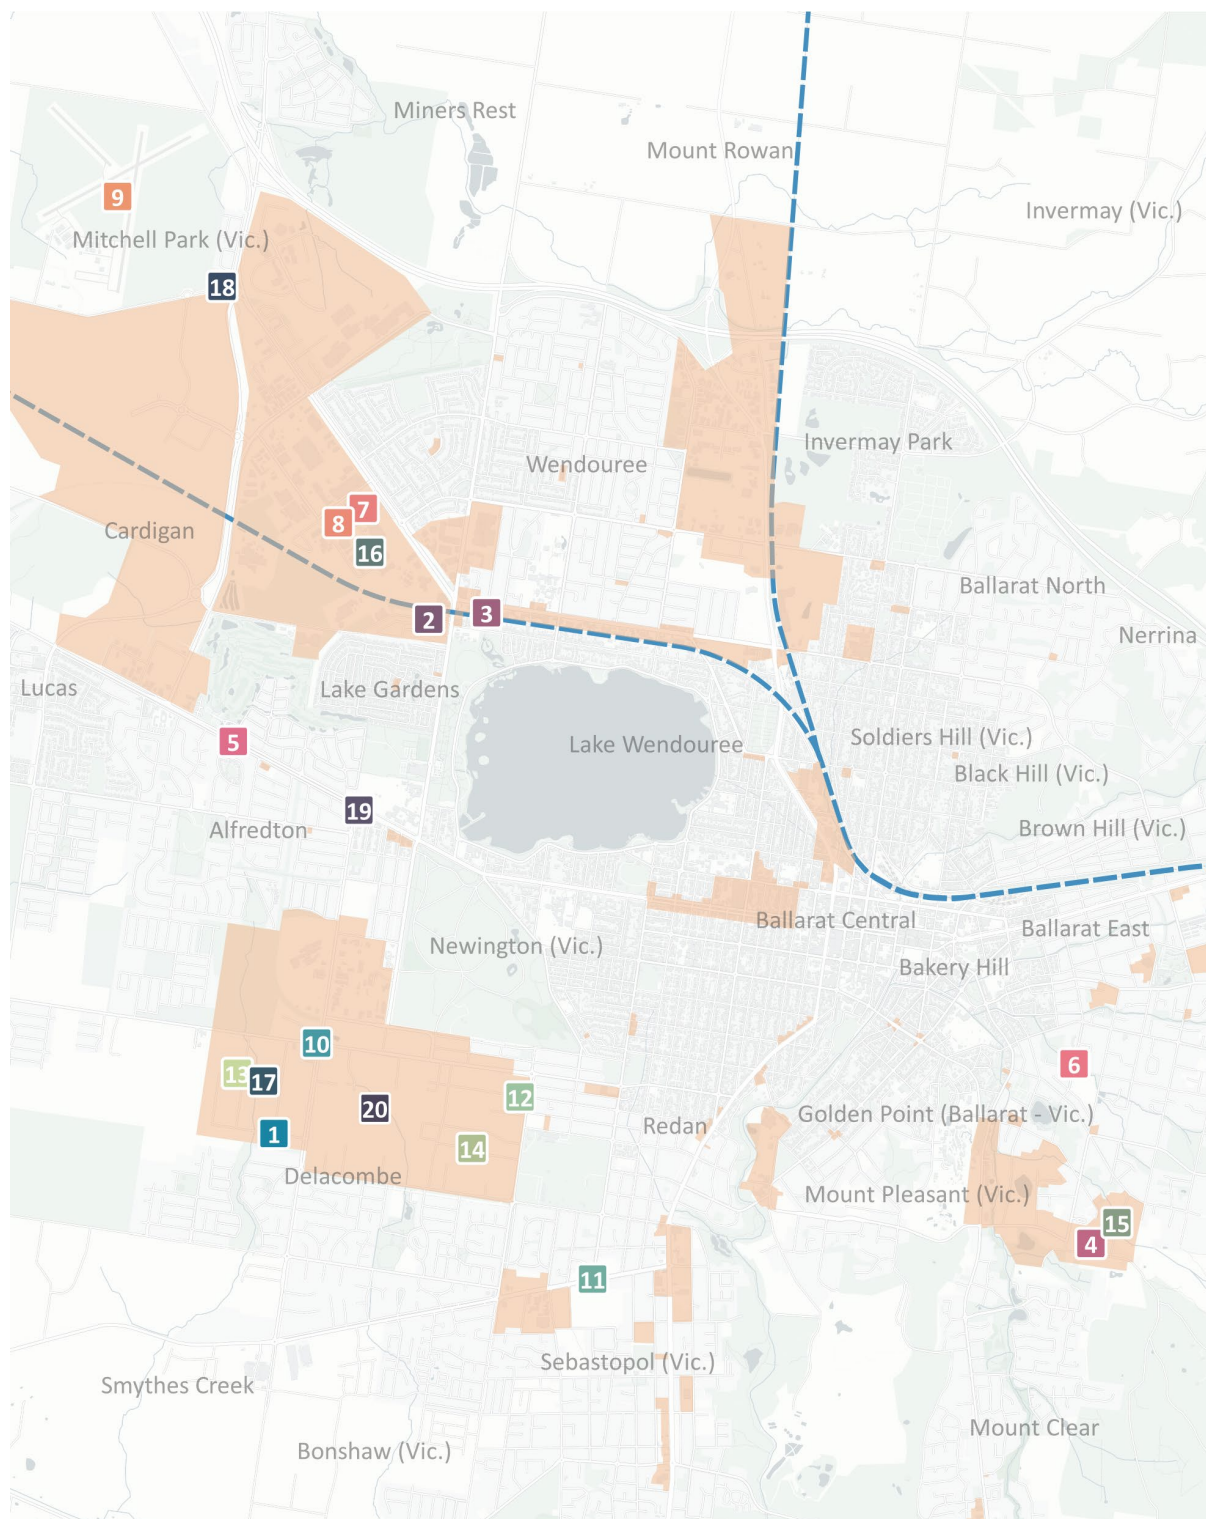 Miners Rest
Mount Rowan
9
Invermay (Vic.)
Mitchell Park (Vic.)
18
Invermay Park
Wendouree
7
8
Cardigan
16
Ballarat North
3
2
Nerrina
Lucas
Lake Gardens
5
Lake Wendouree
Soldiers Hill (Vic.)
Black Hill (Vic.)
19
Alfredton
Brown Hill (Vic.)
Ballarat Central
Ballarat East
Newington (Vic.)
Bakery Hill
10
6
13
17
12
20
Golden Point (Ballarat - Vic.)
1
Redan
14
Delacombe
Mount Pleasant (Vic.)
15
4
11
Sebastopol (Vic.)
Smythes Creek
Mount Clear
Bonshaw (Vic.)